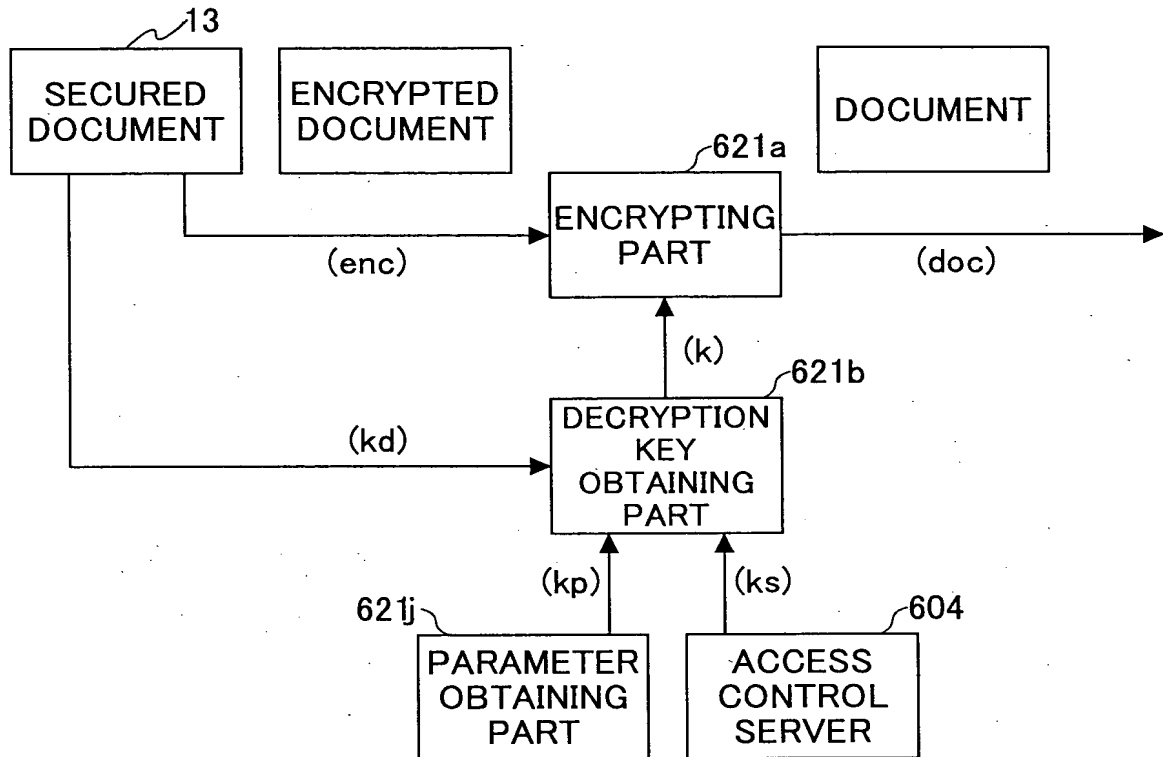 13
SECURED
DOCUMENT
ENCRYPTED
DOCUMENT
DOCUMENT
621a
ENCRYPTING
PART
(enc)
(doc)
(k)
621b
DECRYPTION
KEY
OBTAINING
PART
(kd)
(kp)
(ks)
621j
604
PARAMETER
OBTAINING
PART
ACCESS
CONTROL
SERVER